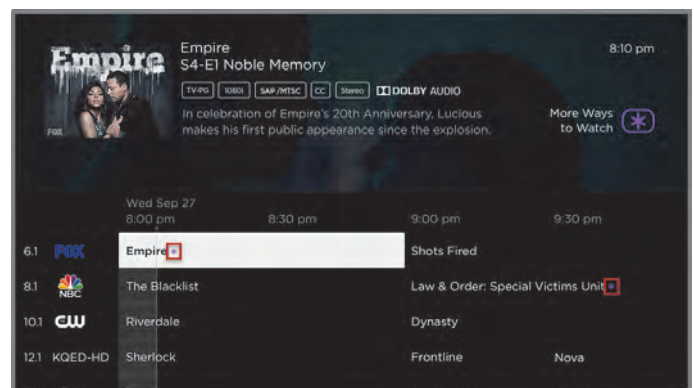 Empire
FOX
Empire
S4-E1 Noble Memory
8:10 pm
TV-PG 1080i SAP/MTSC CC Stereo DOLBY AUDIO
In celebration of Empire's 20th Anniversary, Lucious
makes his first public appearance since the explosion.
More Ways
to Watch
Wed Sep 27
8:00 pm 8:30 pm 9:00 pm 9:30 pm
6.1 FOX Empire * Shots Fired
8.1 NBC The Blacklist Law & Order: Special Victims Unit *
10.1 CW Riverdale Dynasty
12.1 KQED-HD Sherlock Frontline Nova